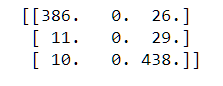 [[386. 0. 26.]
[ 11. 0. 29.]
[ 10. 0. 438.]]